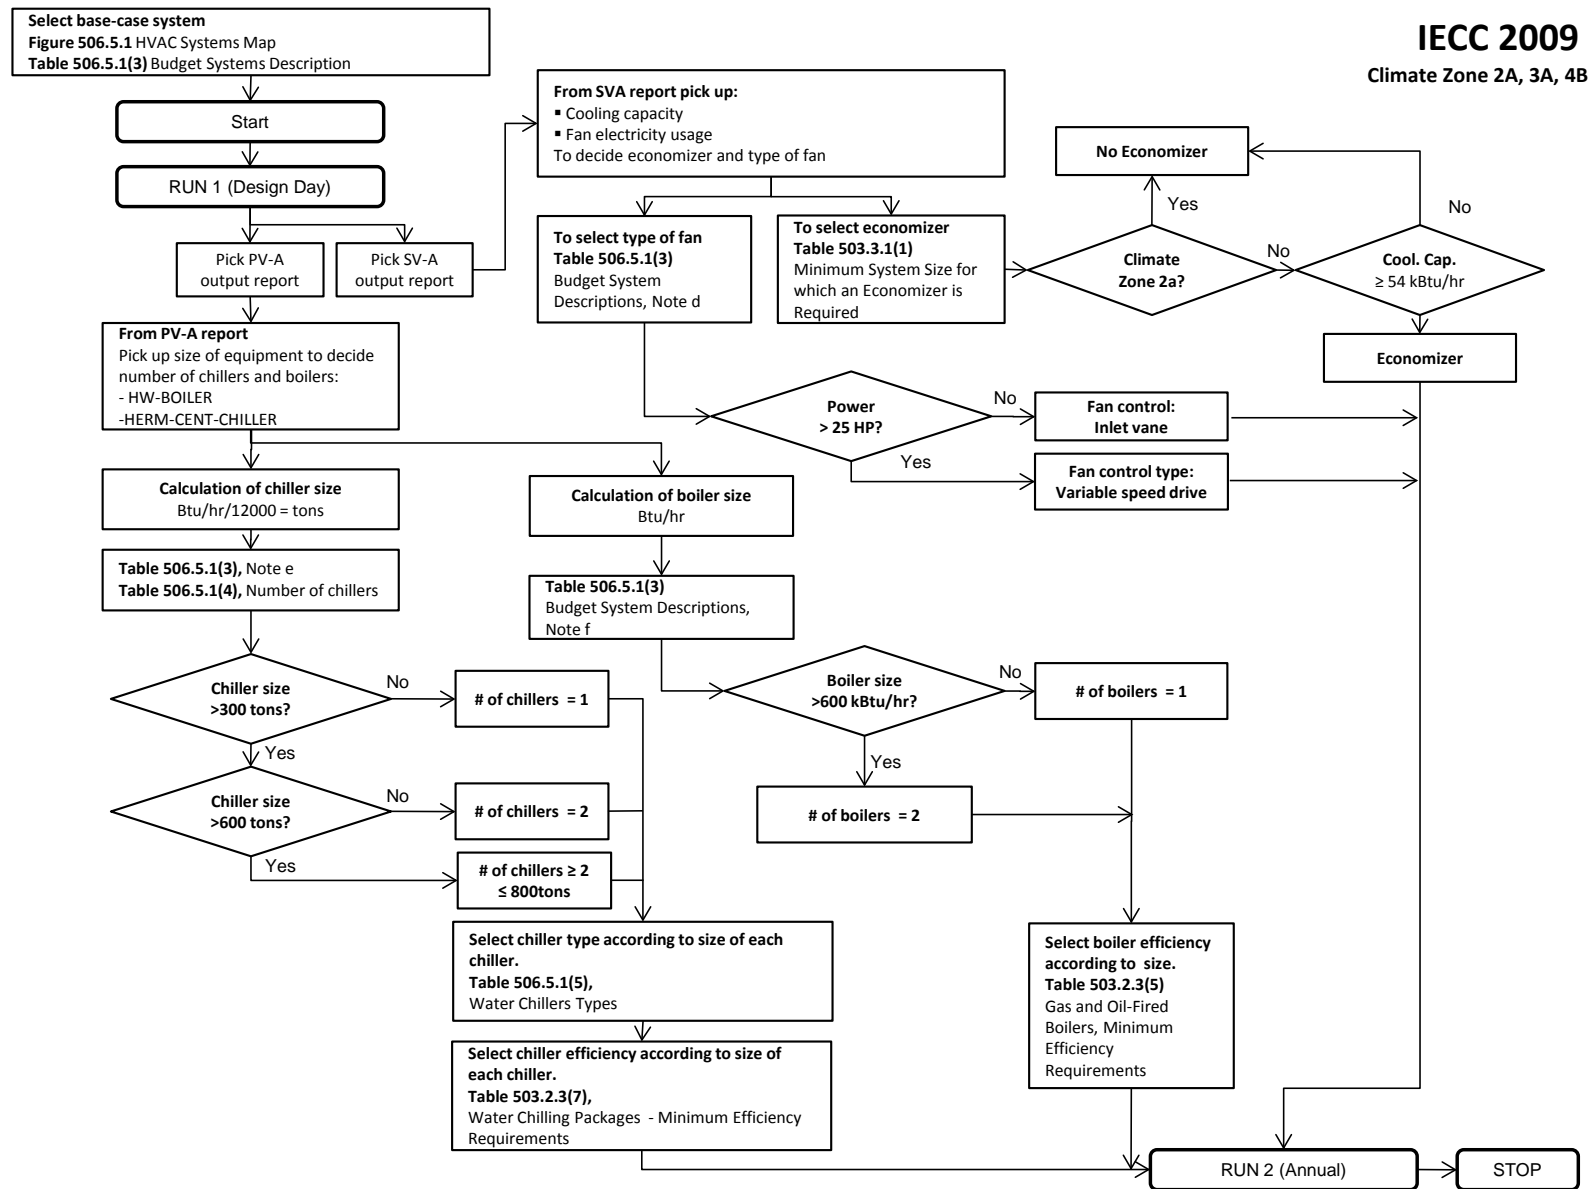 IECC 2009
Climate Zone 2A, 3A, 4B
Select base-case system
Figure 506.5.1 HVAC Systems Map
Table 506.5.1(3) Budget Systems Description
Start
RUN 1 (Design Day)
Pick PV-A
output report
Pick SV-A
output report
From PV-A report
Pick up size of equipment to decide
number of chillers and boilers:
- HW-BOILER
-HERM-CENT-CHILLER
From SVA report pick up:
▪ Cooling capacity
▪ Fan electricity usage
To decide economizer and type of fan
To select type of fan
Table 506.5.1(3)
Budget System
Descriptions, Note d
To select economizer
Table 503.3.1(1)
Minimum System Size for
which an Economizer is
Required
No Economizer
Yes
Climate
Zone 2a?
No
No
Cool. Cap.
≥ 54 kBtu/hr
Economizer
Power
> 25 HP?
No
Fan control:
Inlet vane
Yes
Fan control type:
Variable speed drive
Calculation of chiller size
Btu/hr/12000 = tons
Table 506.5.1(3), Note e
Table 506.5.1(4), Number of chillers
Calculation of boiler size
Btu/hr
Table 506.5.1(3)
Budget System Descriptions,
Note f
Chiller size
>300 tons?
No
# of chillers = 1
Yes
Chiller size
>600 tons?
No
# of chillers = 2
Yes
# of chillers ≥ 2
≤ 800tons
Boiler size
>600 kBtu/hr?
No
# of boilers = 1
Yes
# of boilers = 2
Select chiller type according to size of each
chiller.
Table 506.5.1(5),
Water Chillers Types
Select chiller efficiency according to size of
each chiller.
Table 503.2.3(7),
Water Chilling Packages - Minimum Efficiency
Requirements
Select boiler efficiency
according to size.
Table 503.2.3(5)
Gas and Oil-Fired
Boilers, Minimum
Efficiency
Requirements
RUN 2 (Annual)
STOP